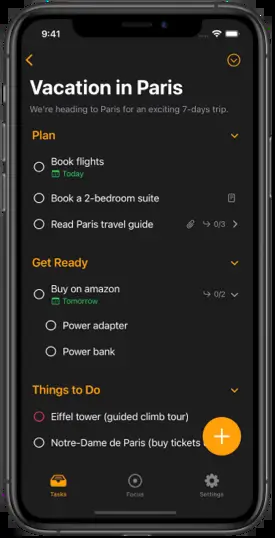 9:41
Vacation in Paris
We're heading to Paris for an exciting 7-days trip.
Plan
Book flights
Today
Book a 2-bedroom suite
Read Paris travel guide 0/3
Get Ready
Buy on amazon 0/2
Tomorrow
Power adapter
Power bank
Things to Do
Eiffel tower (guided climb tour)
Notre-Dame de Paris (buy tickets
Tasks Focus Settings